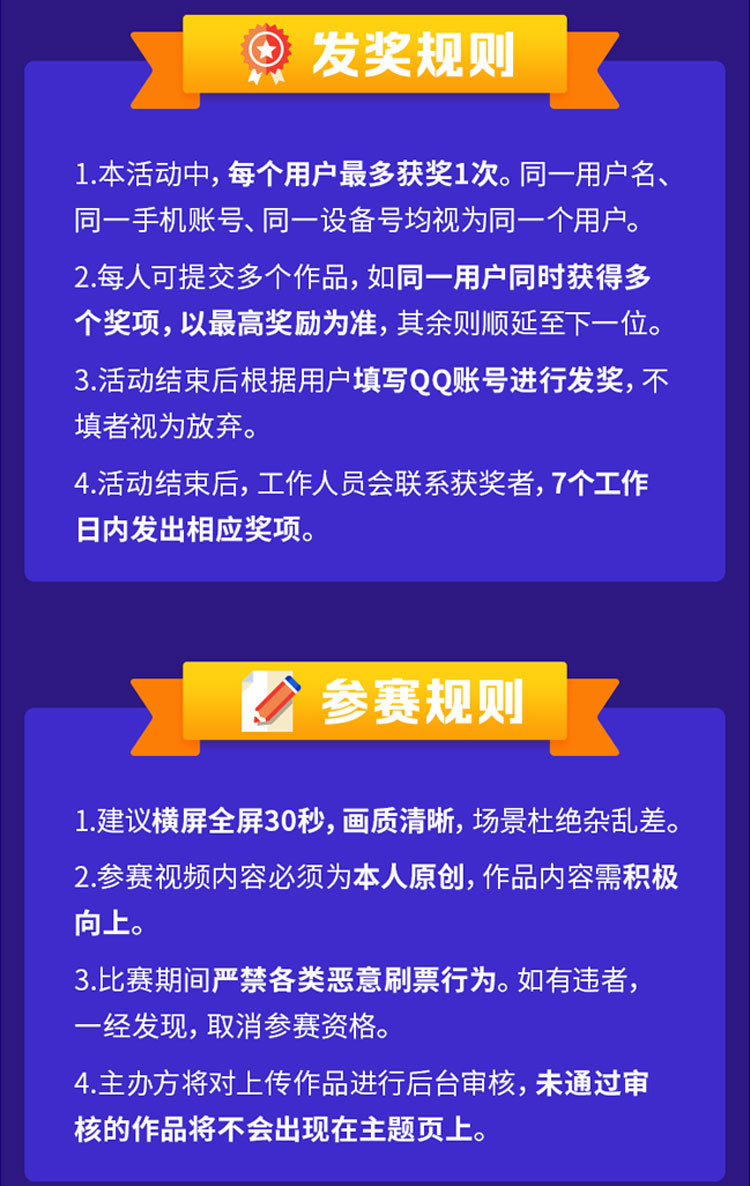 发奖规则
1.本活动中，每个用户最多获奖1次。同一用户名、
同一手机账号、同一设备号均视为同一个用户。
2.每人可提交多个作品，如同一用户同时获得多
个奖项，以最高奖励为准，其余则顺延至下一位。
3.活动结束后根据用户填写QQ账号进行发奖，不
填者视为放弃。
4.活动结束后，工作人员会联系获奖者，7个工作
日内发出相应奖项。
参赛规则
1.建议横屏全屏30秒，画质清晰，场景杜绝杂乱差。
2.参赛视频内容必须为本人原创，作品内容需积极
向上。
3.比赛期间严禁各类恶意刷票行为。如有违者，
一经发现，取消参赛资格。
4.主办方将对上传作品进行后台审核，未通过审
核的作品将不会出现在主题页上。